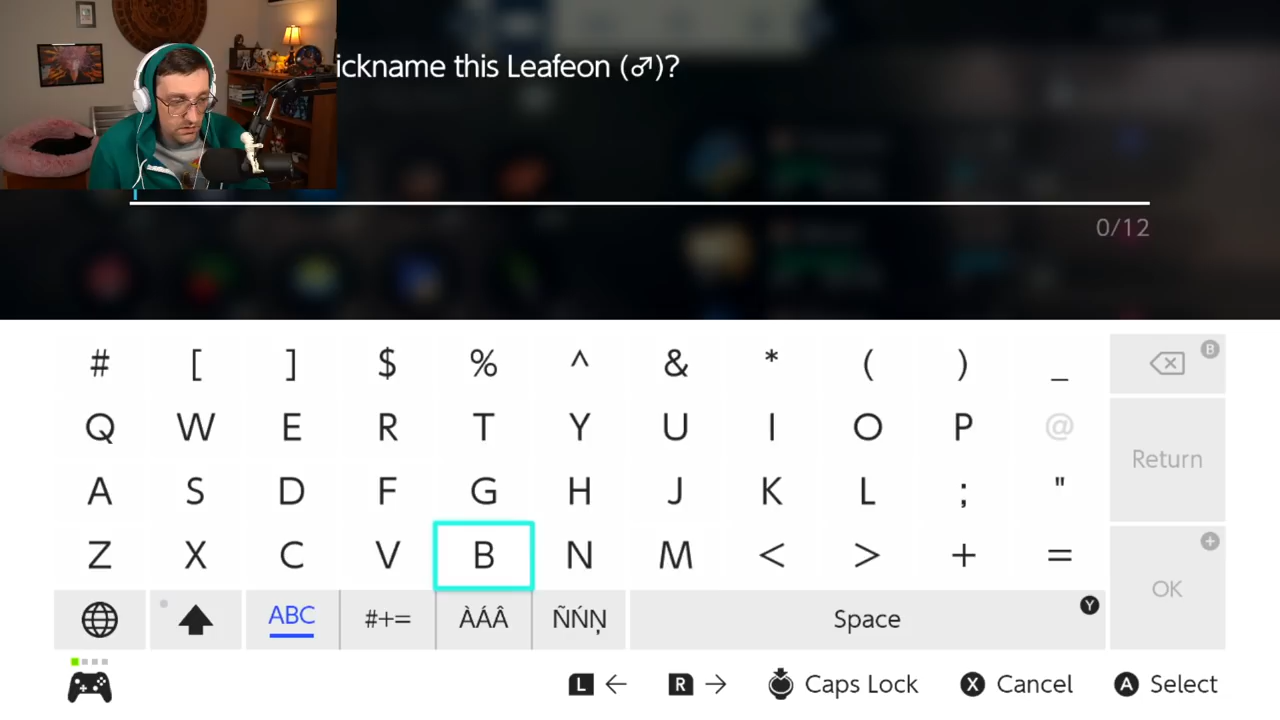 ickname this Leafeon (♂)?
0/12
# [ ] $ % ^ & * ( ) _
B
Q W E R T Y U I O P @
Return
A S D F G H J K L ; "
Z X C V B N M < > + =
+
OK
ABC #+= ÀÁÂ ÑŃŅ Space Y
L ← R → Caps Lock X Cancel A Select